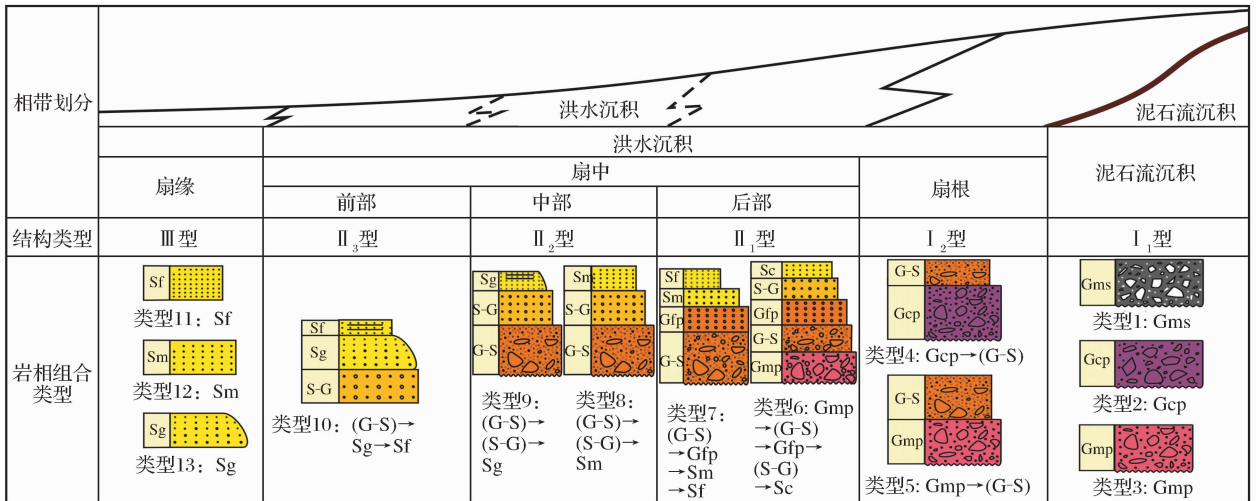 相带划分
洪水沉积
泥石流沉积
洪水沉积
泥石流沉积
扇缘
扇中
扇根
前部
中部
后部
结构类型
Ⅲ型
Ⅱ₃型
Ⅱ₂型
Ⅱ₁型
Ⅰ₂型
Ⅰ₁型
岩相组合
类型
Sf
类型11：Sf
Sm
类型12：Sm
Sg
类型13：Sg
Sf
Sg
S-G
类型10：(G-S)→
Sg→Sf
Sg
S-G
G-S
类型9：
(G-S)→
(S-G)→
Sg
Sm
S-G
G-S
类型8：
(G-S)→
(S-G)→
Sm
Sf
Sm
Gfp
G-S
类型7：
(G-S)
→Gfp
→Sm
→Sf
Sc
S-G
Gfp
G-S
Gmp
类型6: Gmp
→(G-S)
→Gfp→
(S-G)
→Sc
G-S
Gcp
类型4: Gcp→(G-S)
G-S
Gmp
类型5: Gmp→(G-S)
Gms
类型1: Gms
Gcp
类型2: Gcp
Gmp
类型3: Gmp